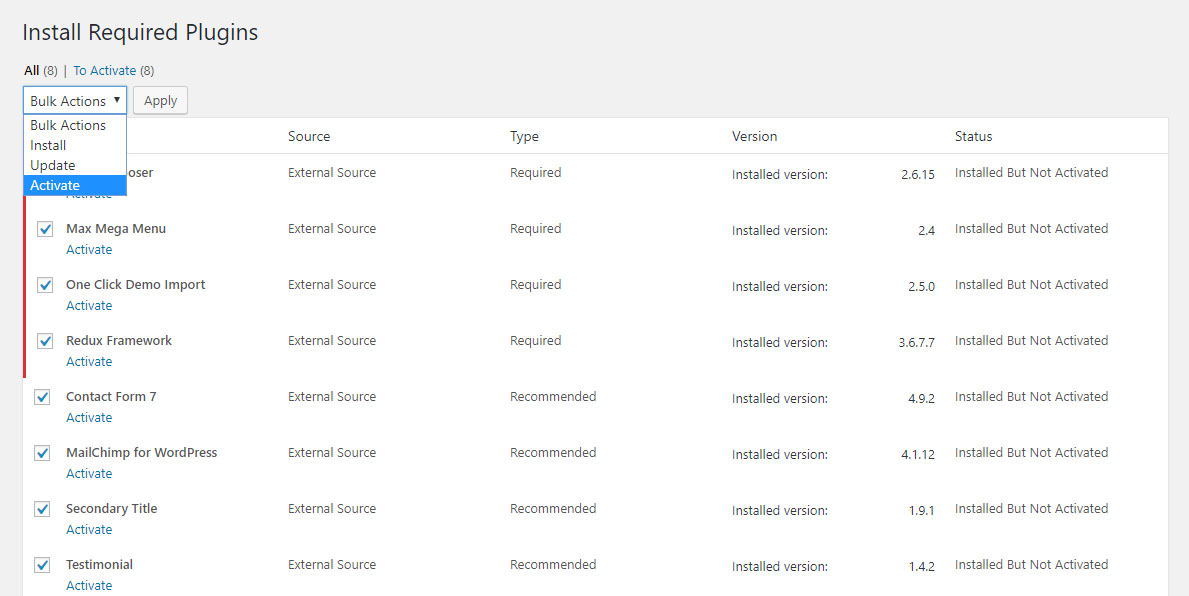 Install Required Plugins
All (8) | To Activate (8)
Bulk Actions Apply
Bulk Actions
Install
Update
Activate
Source Type Version Status
External Source Required Installed version: 2.6.15 Installed But Not Activated
Max Mega Menu External Source Required Installed version: 2.4 Installed But Not Activated
Activate
One Click Demo Import External Source Required Installed version: 2.5.0 Installed But Not Activated
Activate
Redux Framework External Source Required Installed version: 3.6.7.7 Installed But Not Activated
Activate
Contact Form 7 External Source Recommended Installed version: 4.9.2 Installed But Not Activated
Activate
MailChimp for WordPress External Source Recommended Installed version: 4.1.12 Installed But Not Activated
Activate
Secondary Title External Source Recommended Installed version: 1.9.1 Installed But Not Activated
Activate
Testimonial External Source Recommended Installed version: 1.4.2 Installed But Not Activated
Activate